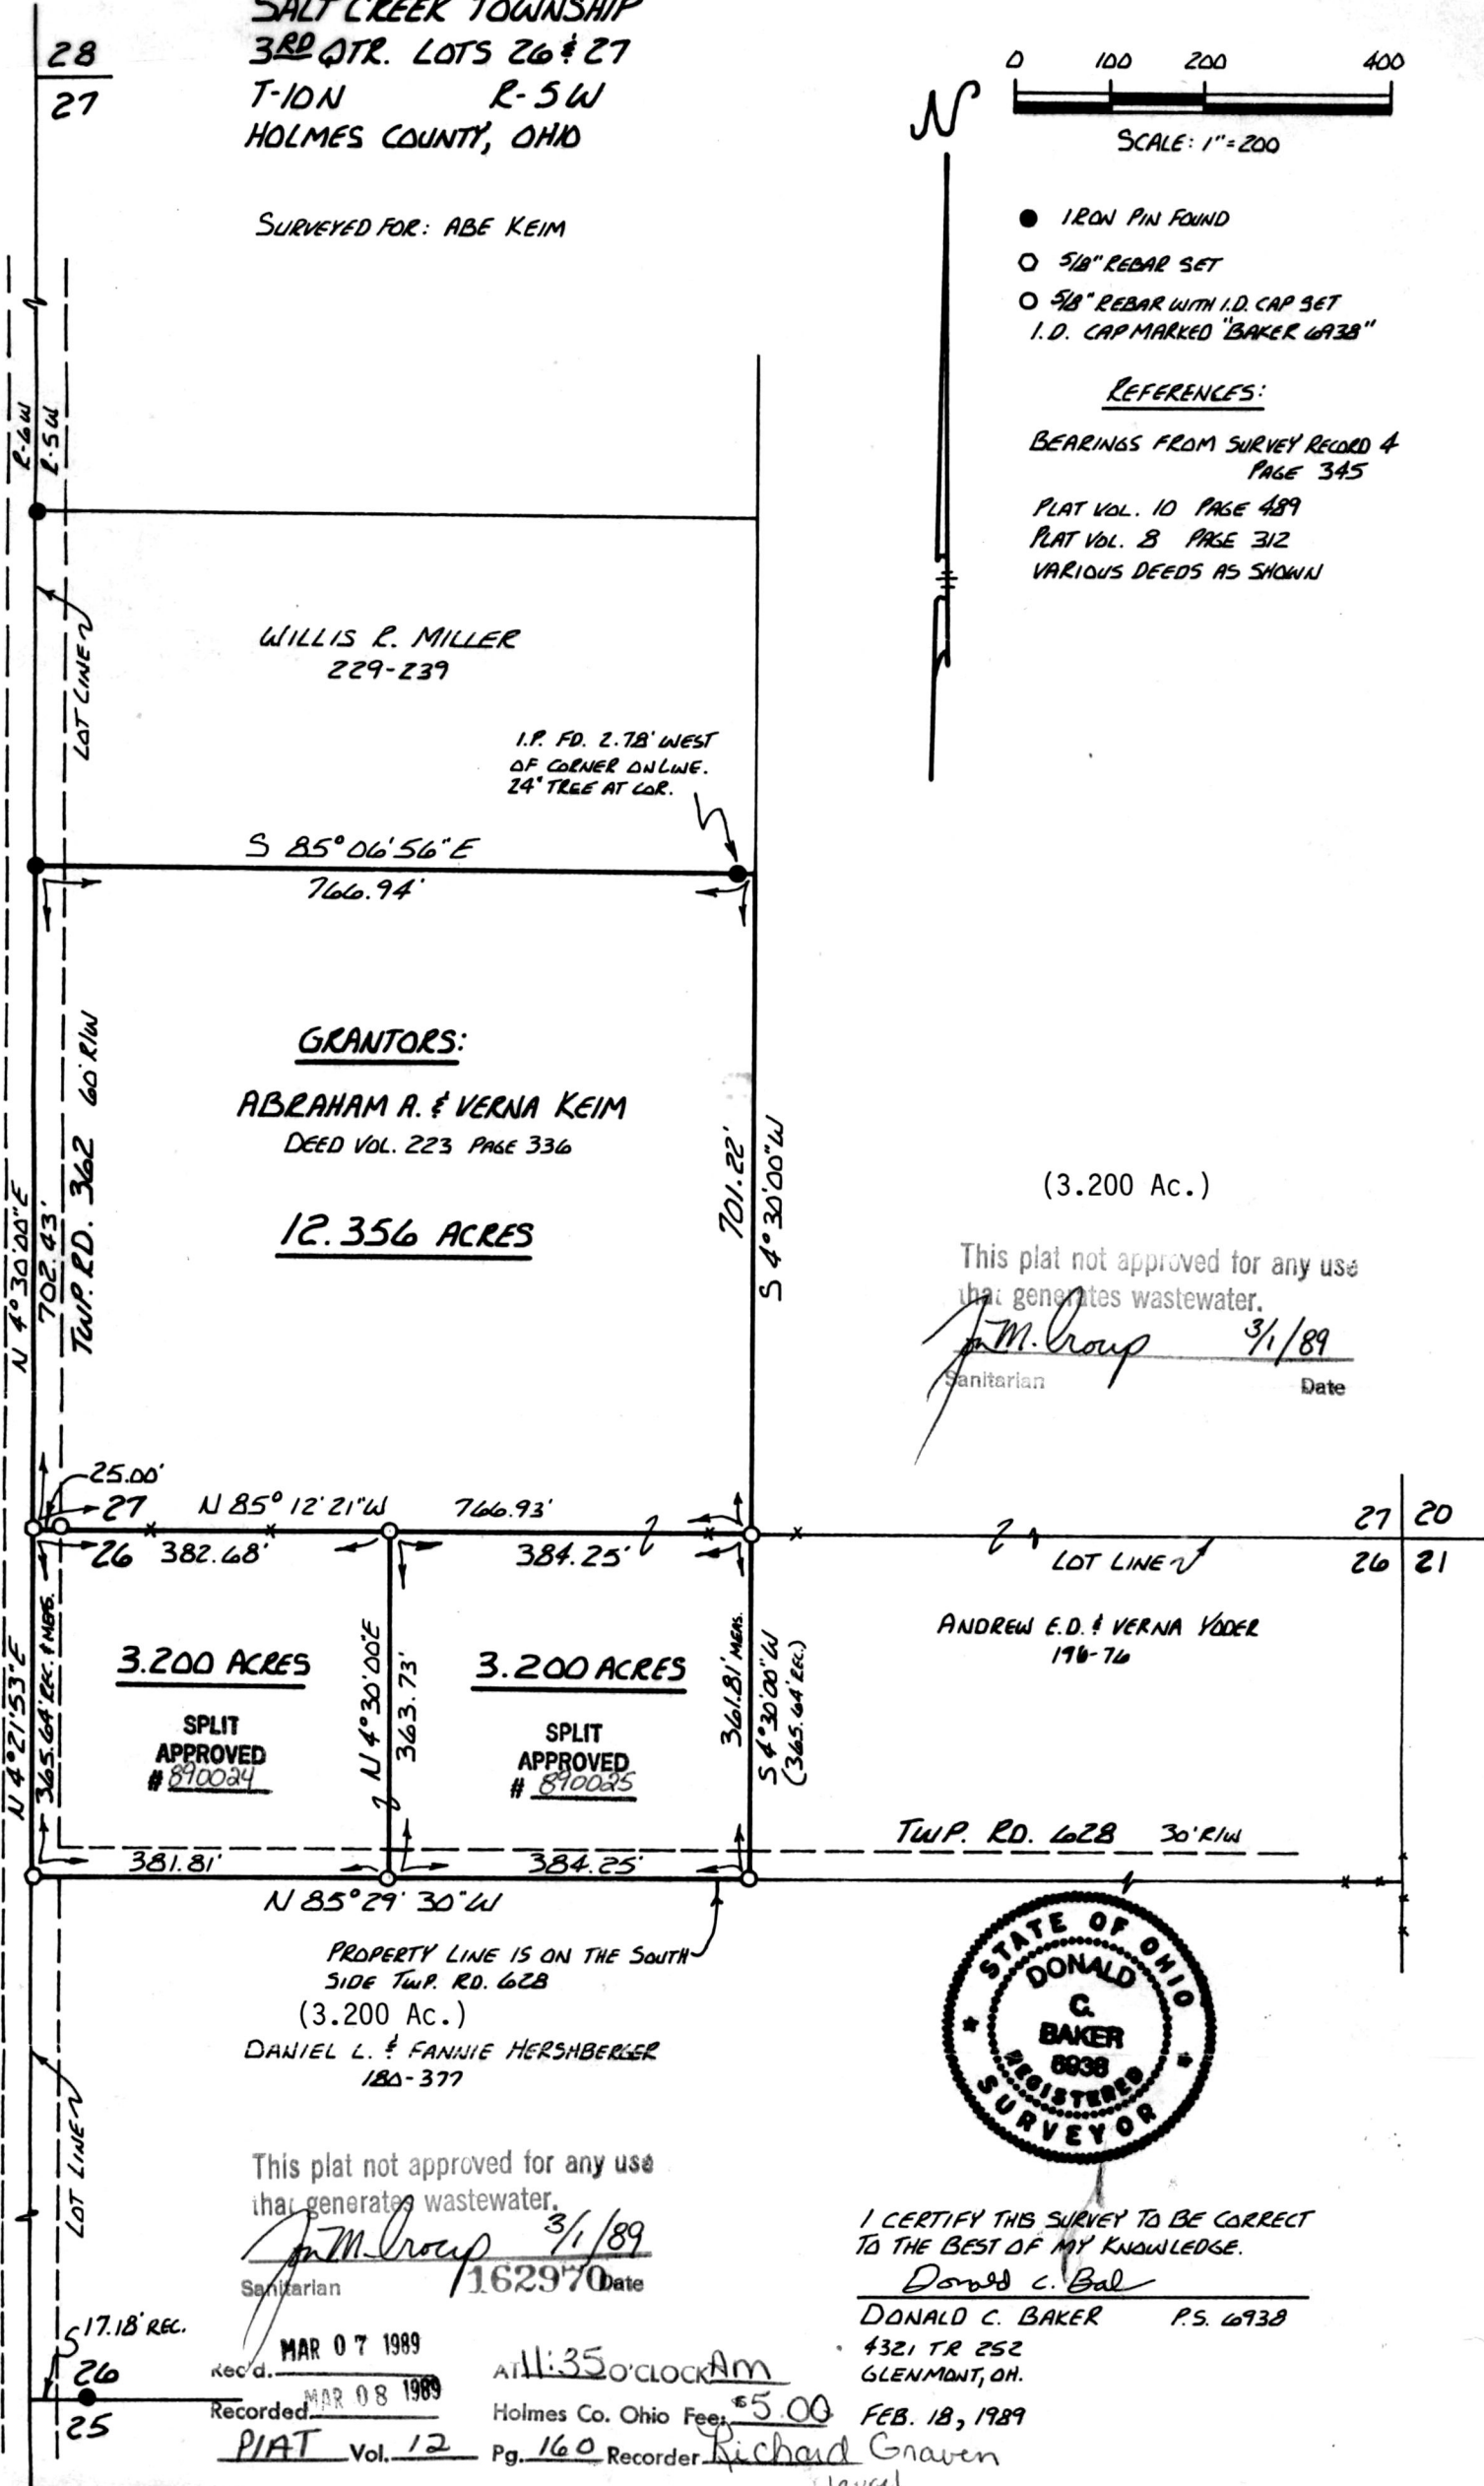 SALT CREEK TOWNSHIP
3RD QTR. LOTS 26 & 27
T-10N R-5W
HOLMES COUNTY, OHIO
SURVEYED FOR: ABE KEIM
28
27
0 100 200 400
SCALE: 1"=200
N
IRON PIN FOUND
5/8" REBAR SET
5/8" REBAR WITH I.D. CAP SET
I.D. CAP MARKED "BAKER 6938"
REFERENCES:
BEARINGS FROM SURVEY RECORD 4
PAGE 345
PLAT VOL. 10 PAGE 489
PLAT VOL. 8 PAGE 312
VARIOUS DEEDS AS SHOWN
R-6W
R-5W
LOT LINE
WILLIS R. MILLER
229-239
I.P. FD. 2.78' WEST
OF CORNER ON LINE.
24" TREE AT COR.
S 85° 06' 56" E
766.94'
GRANTORS:
ABRAHAM A. & VERNA KEIM
DEED VOL. 223 PAGE 336
12.356 ACRES
N 4° 30' 00" E
702.43'
TWP. RD. 362 60' R/W
701.22'
S 4° 30' 00" W
(3.200 Ac.)
This plat not approved for any use
that generates wastewater.
3/1/89
Sanitarian Date
25.00'
27 N 85° 12' 21" W 766.93'
26 382.68' 384.25'
LOT LINE
27 20
26 21
ANDREW E.D. & VERNA YODER
196-76
N 4° 21' 53" E
365.64' REC. & MEAS.
3.200 ACRES
SPLIT
APPROVED
# 890024
N 4° 30' 00" E
363.73'
3.200 ACRES
SPLIT
APPROVED
# 890025
361.81' MEAS.
S 4° 30' 00" W
(365.64' REC.)
TWP. RD. 628 30' R/W
381.81' 384.25'
N 85° 29' 30" W
PROPERTY LINE IS ON THE SOUTH
SIDE TWP. RD. 628
(3.200 Ac.)
DANIEL L. & FANNIE HERSHBERGER
180-377
STATE OF OHIO
DONALD
C.
BAKER
6938
REGISTERED
SURVEYOR
LOT LINE
This plat not approved for any use
that generates wastewater.
3/1/89
Sanitarian 162970 Date
I CERTIFY THIS SURVEY TO BE CORRECT
TO THE BEST OF MY KNOWLEDGE.
Donald C. Bak
DONALD C. BAKER P.S. 6938
4321 TR 252
GLENMONT, OH.
FEB. 18, 1989
17.18' REC.
26
25
Rec'd. MAR 07 1989 At 11:35 O'CLOCK AM
Recorded MAR 08 1989 Holmes Co. Ohio Fee: $5.00
PLAT Vol. 12 Pg. 160 Recorder Richard Graven